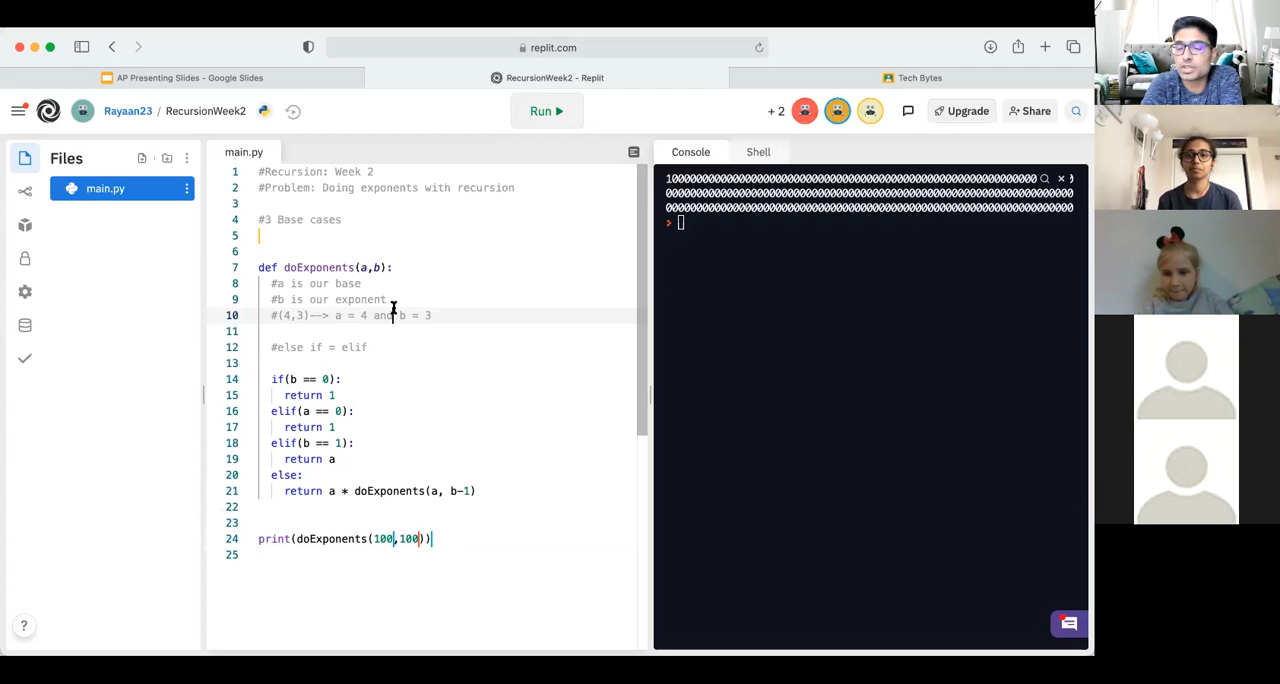 replit.com
AP Presenting Slides - Google Slides
RecursionWeek2 - Replit
Tech Bytes
Rayaan23 / RecursionWeek2
Run
+ 2
Upgrade
Share
Files
main.py
main.py
1 #Recursion: Week 2
2 #Problem: Doing exponents with recursion
3
4 #3 Base cases
5
6
7 def doExponents(a,b):
8 #a is our base
9 #b is our exponent
10 #(4,3)--> a = 4 and b = 3
11
12 #else if = elif
13
14 if(b == 0):
15 return 1
16 elif(a == 0):
17 return 1
18 elif(b == 1):
19 return a
20 else:
21 return a * doExponents(a, b-1)
22
23
24 print(doExponents(100,100))
25
Console
Shell
>
?